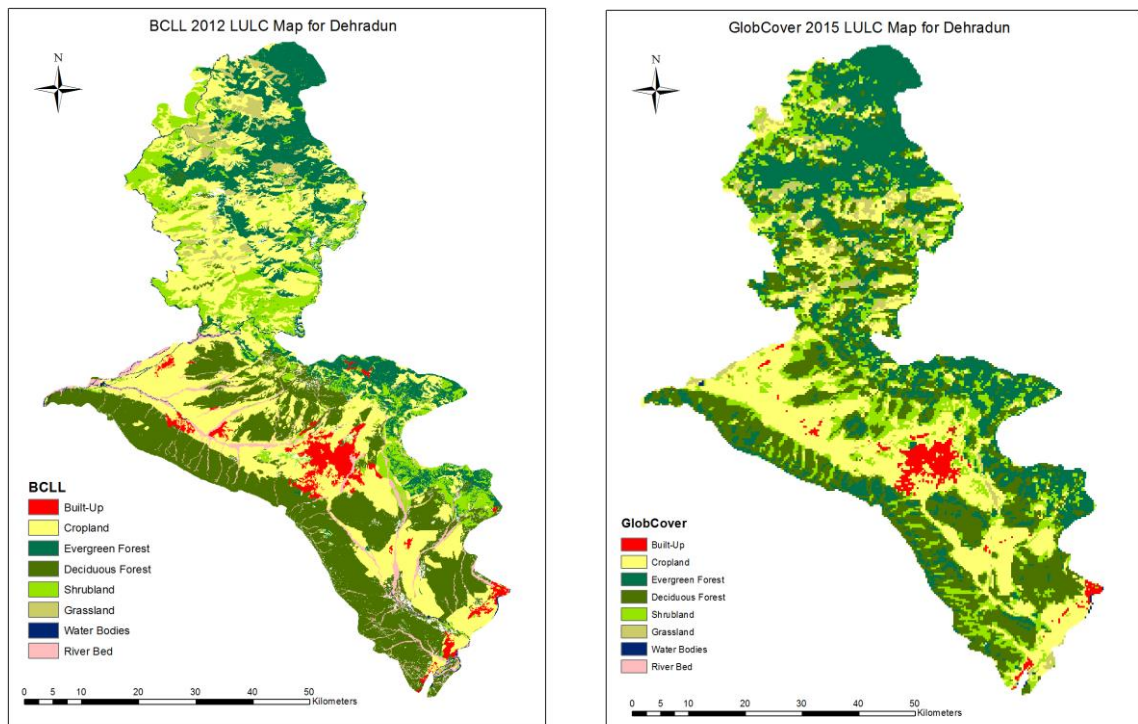 BCLL 2012 LULC Map for Dehradun
N
BCLL
Built-Up
Cropland
Evergreen Forest
Deciduous Forest
Shrubland
Grassland
Water Bodies
River Bed
0 5 10 20 30 40 50
Kilometers
GlobCover 2015 LULC Map for Dehradun
N
GlobCover
Built-Up
Cropland
Evergreen Forest
Deciduous Forest
Shrubland
Grassland
Water Bodies
River Bed
0 5 10 20 30 40 50
Kilometers